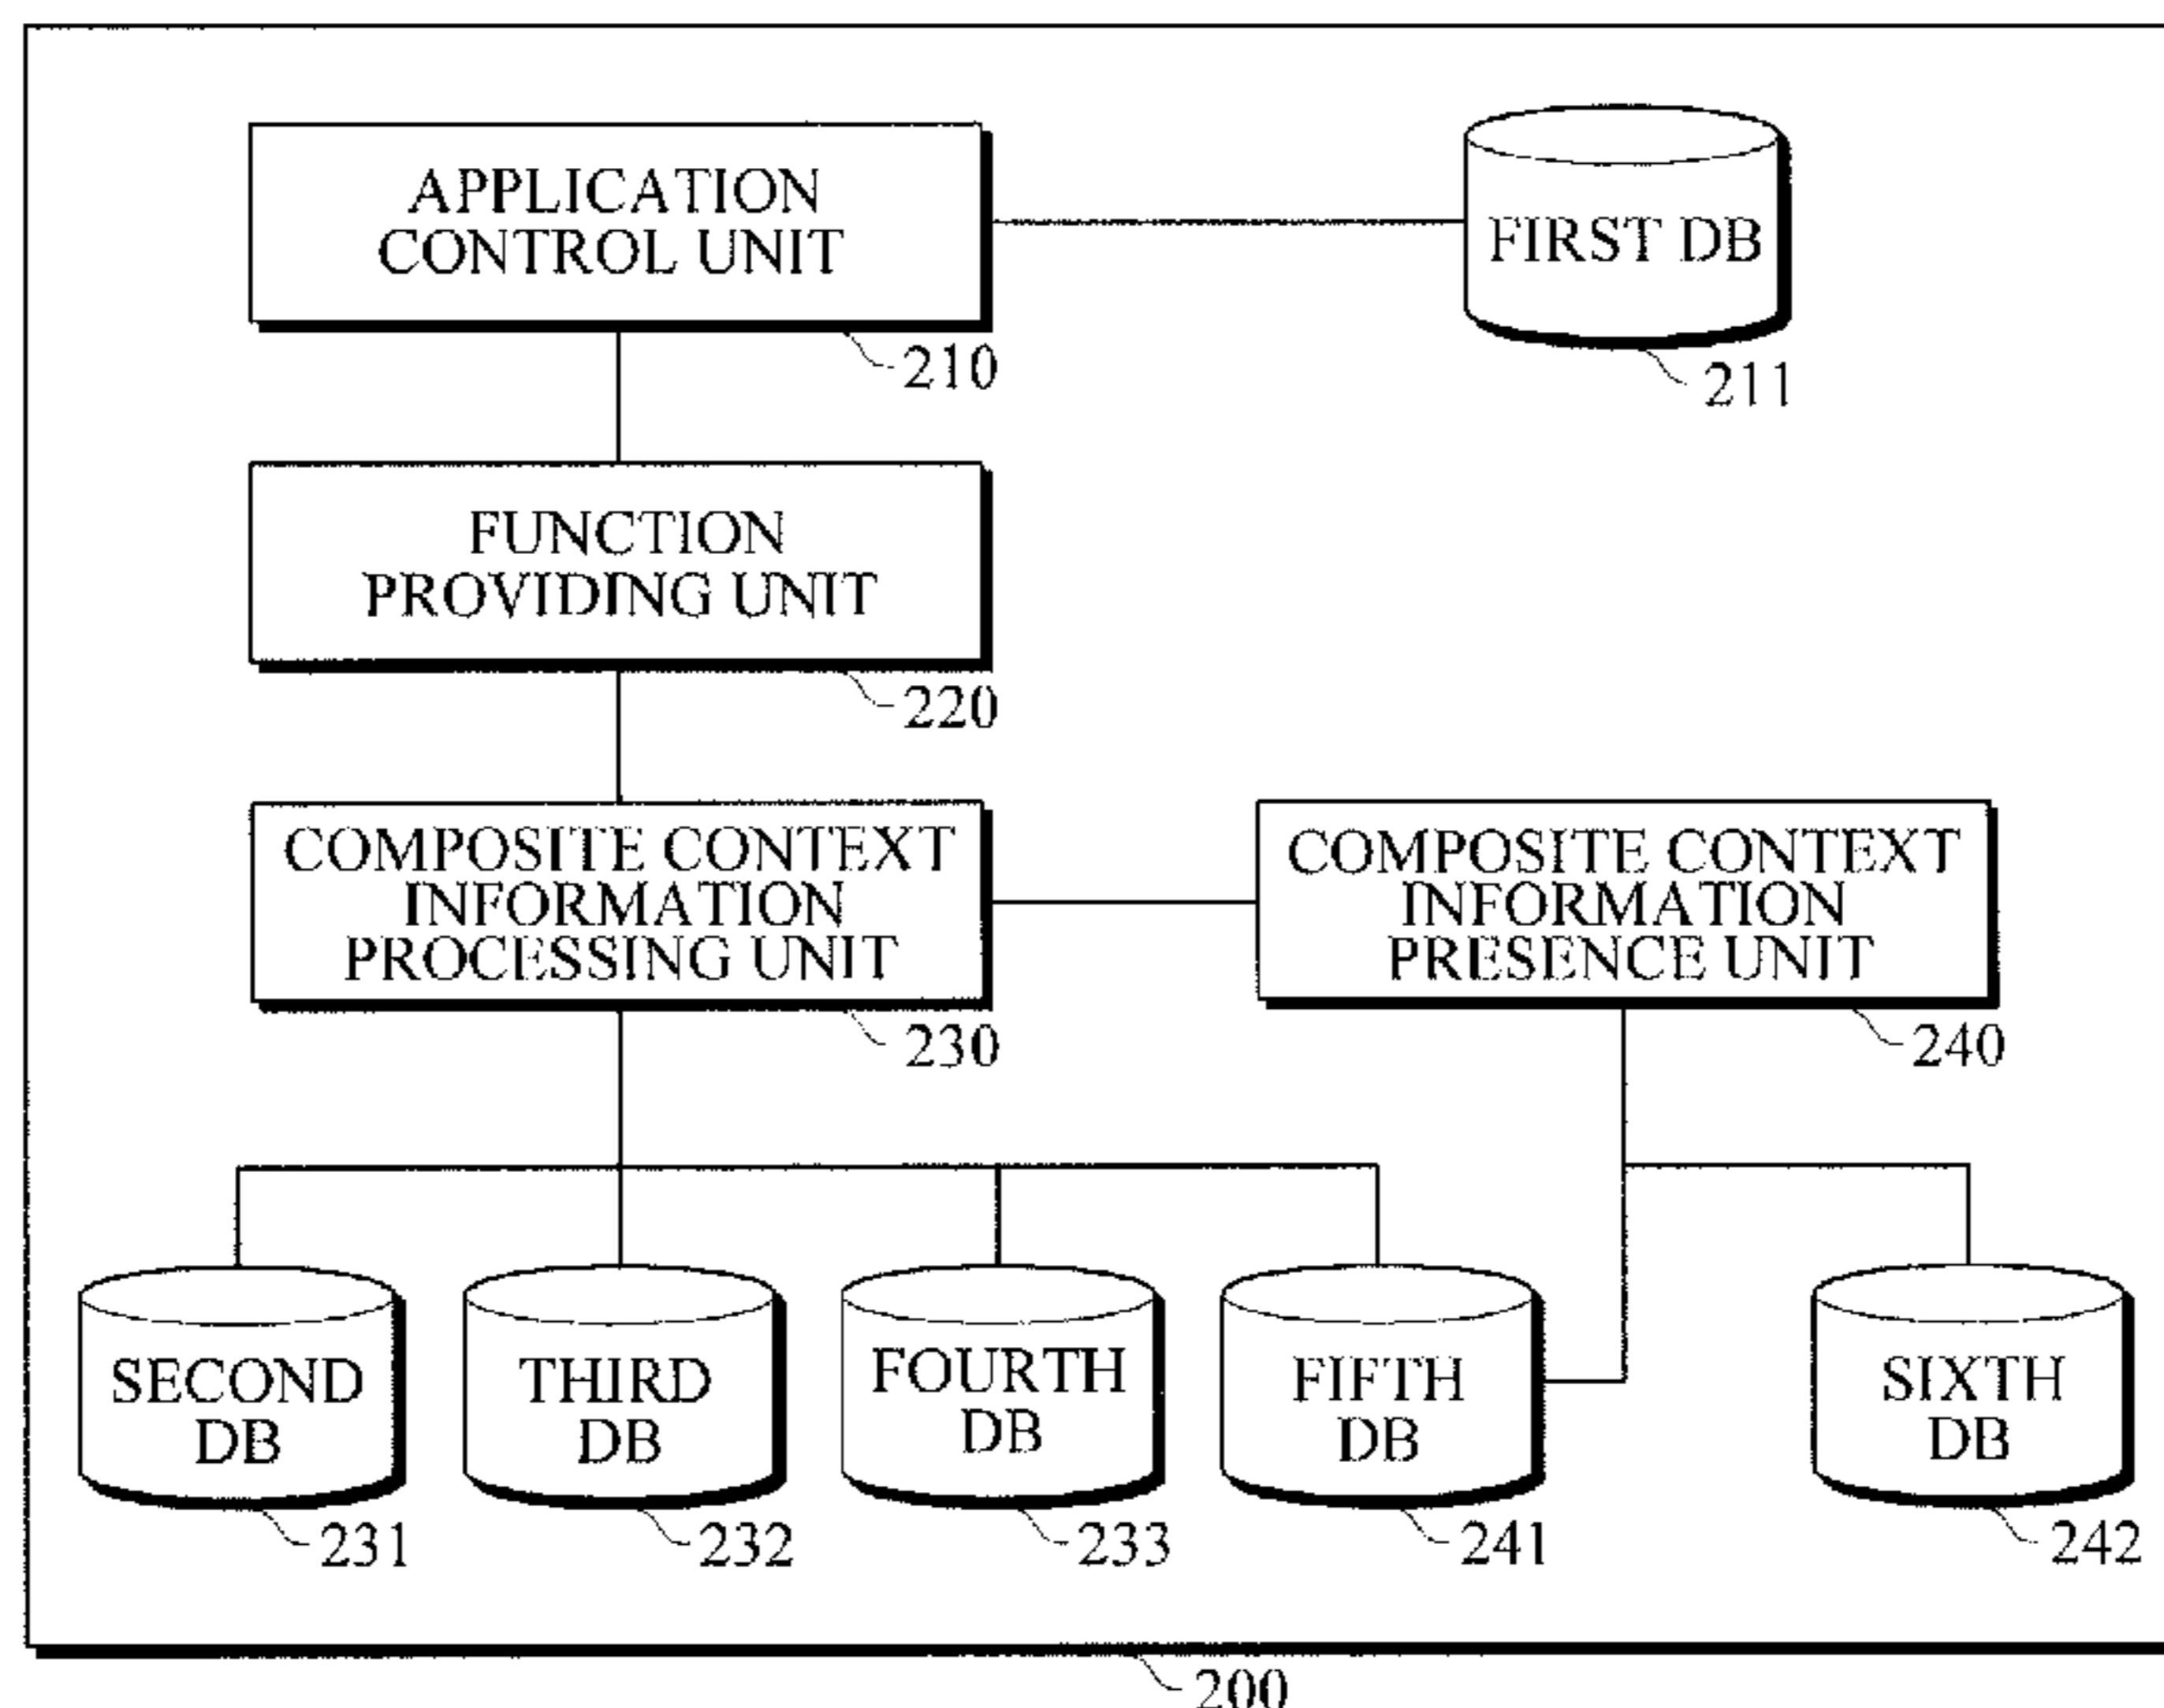 APPLICATION
CONTROL UNIT
210
FIRST DB
211
FUNCTION
PROVIDING UNIT
220
COMPOSITE CONTEXT
INFORMATION
PROCESSING UNIT
230
COMPOSITE CONTEXT
INFORMATION
PRESENCE UNIT
240
SECOND
DB
231
THIRD
DB
232
FOURTH
DB
233
FIFTH
DB
241
SIXTH
DB
242
200